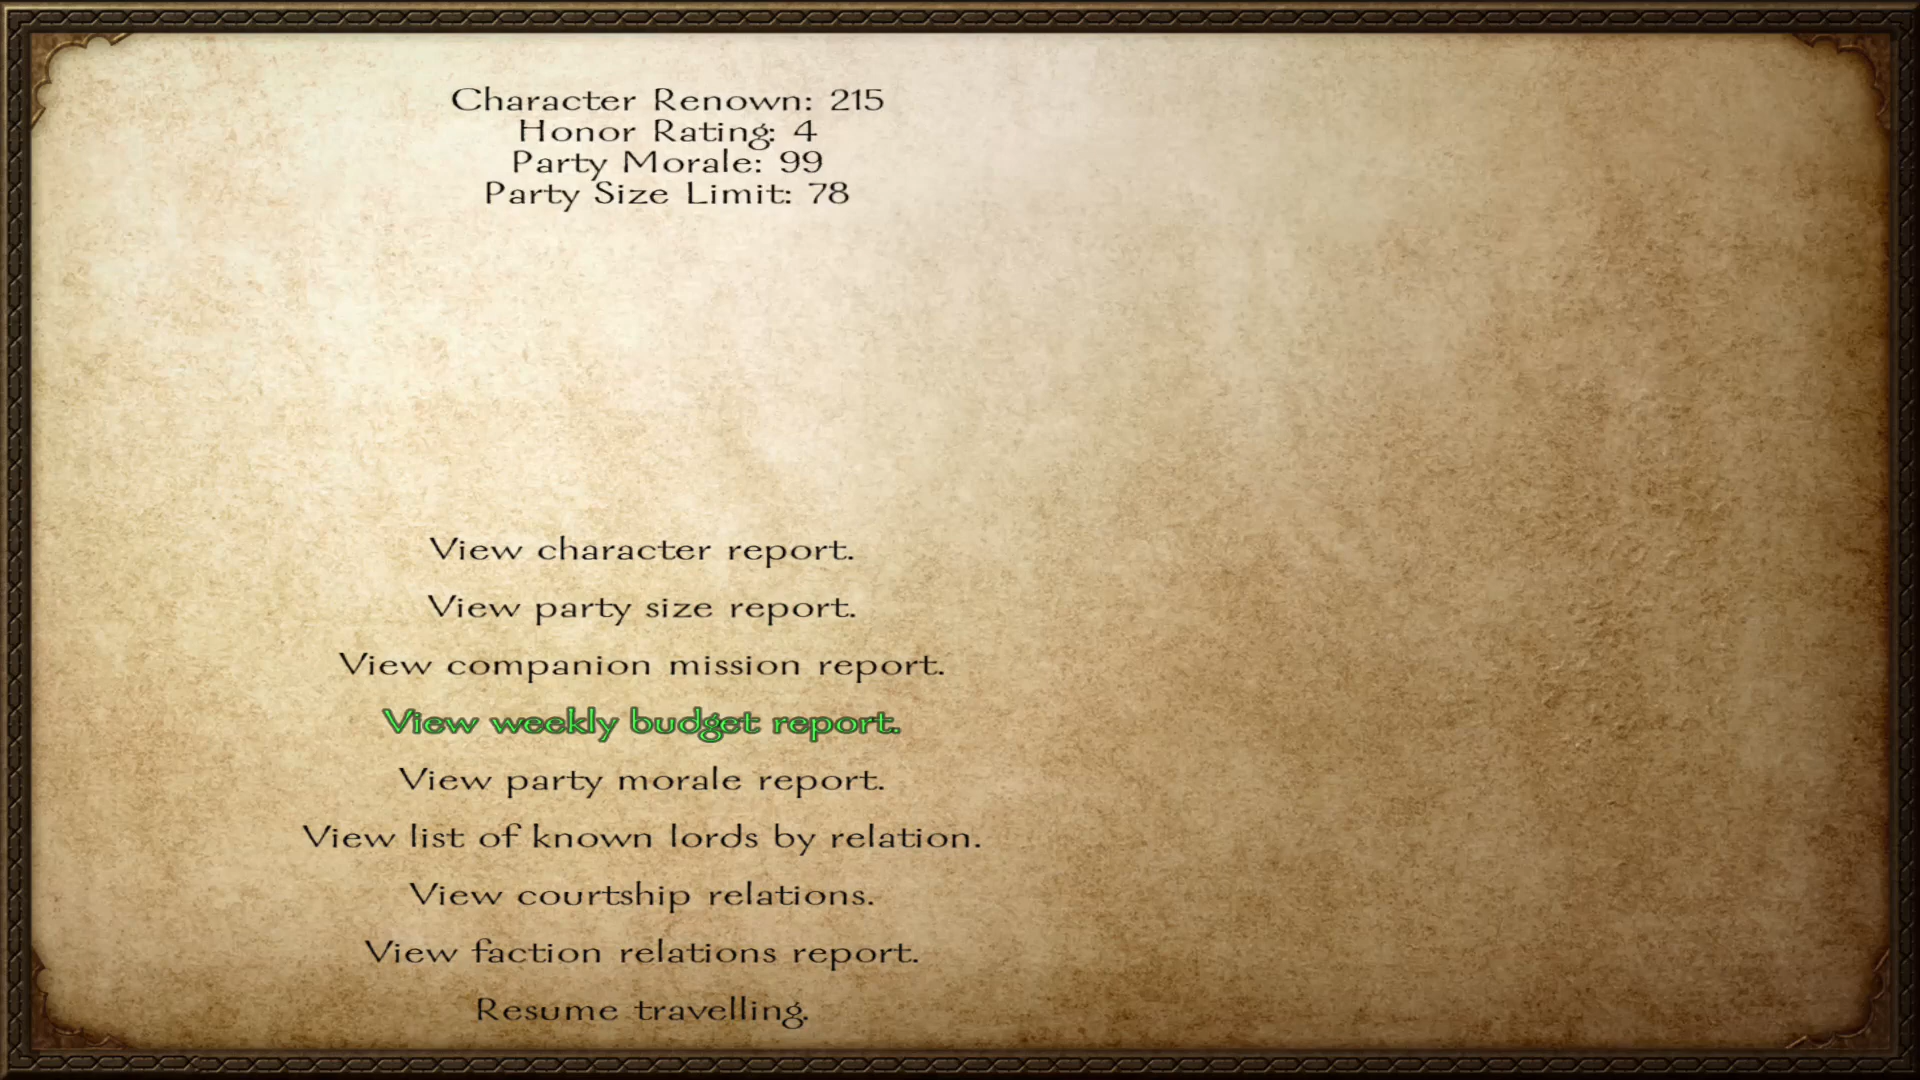 Character Renown: 215
Honor Rating: 4
Party Morale: 99
Party Size Limit: 78
View character report.
View party size report.
View companion mission report.
View weekly budget report.
View party morale report.
View list of known lords by relation.
View courtship relations.
View faction relations report.
Resume travelling.